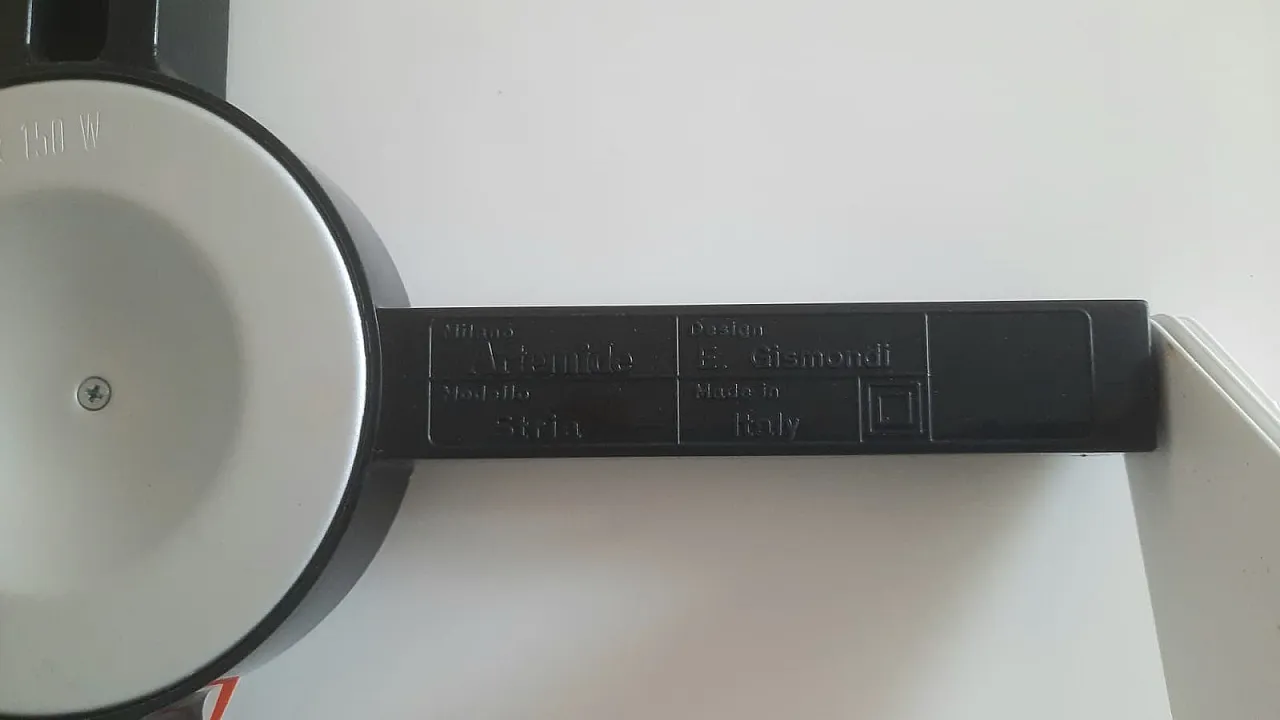 150 W
Milano
Artemide
Modello
Stria
Design
E. Gismondi
Made in
Italy